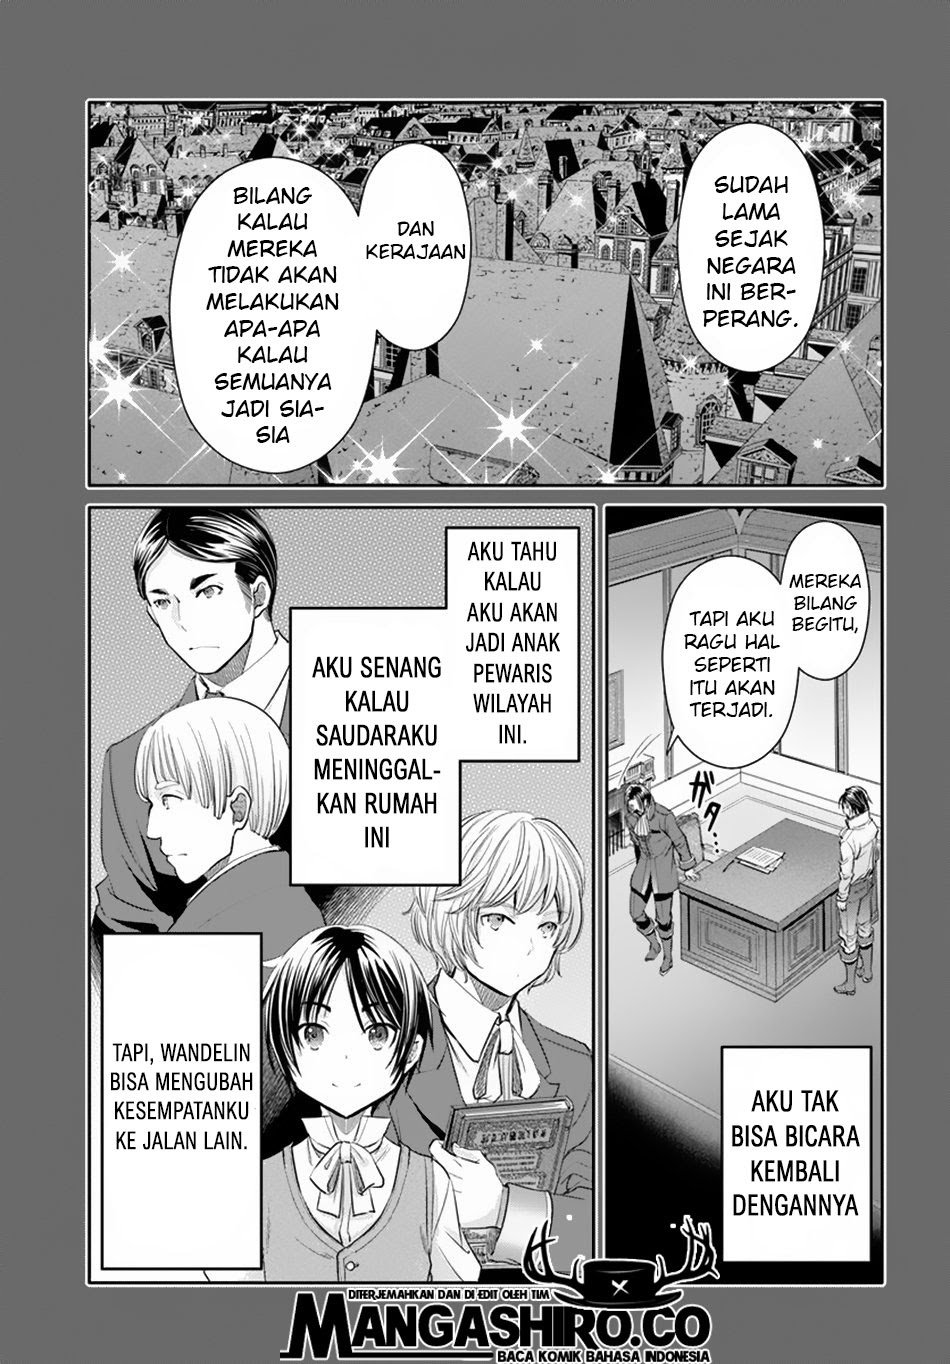 SUDAH
LAMA
SEJAK
NEGARA
INI BER-
PERANG.
DAN
KERAJAAN
BILANG
KALAU
MEREKA
TIDAK AKAN
MELAKUKAN
APA-APA
KALAU
SEMUANYA
JADI SIA-
SIA
MEREKA
BILANG
BEGITU,
TAPI AKU
RAGU HAL
SEPERTI
ITU AKAN
TERJADI.
ガタ…
AKU TAK
BISA BICARA
KEMBALI
DENGANNYA
AKU TAHU
KALAU
AKU AKAN
JADI ANAK
PEWARIS
WILAYAH
INI.
AKU SENANG
KALAU
SAUDARAKU
MENINGGAL-
KAN RUMAH
INI
TAPI, WANDELIN
BISA MENGUBAH
KESEMPATANKU
KE JALAN LAIN.
DITERJEMAHKAN DAN DI EDIT OLEH TIM
MANGASHIRO.CO
BACA KOMIK BAHASA INDONESIA